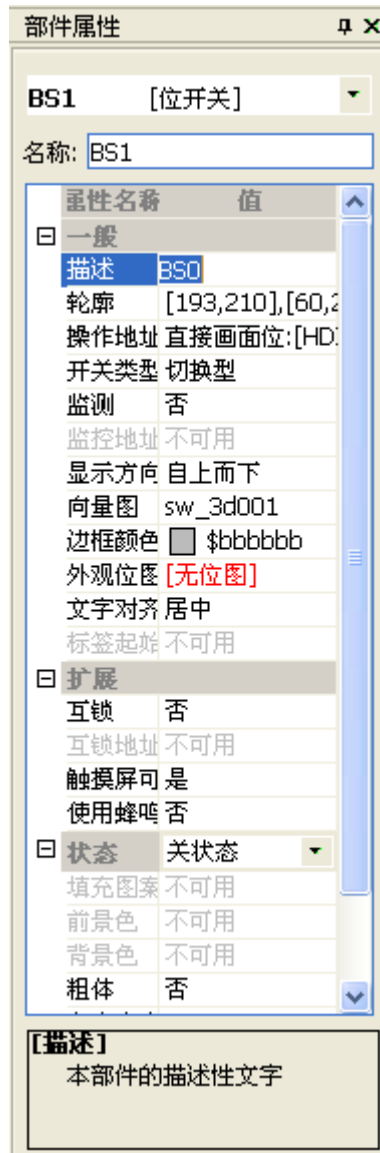 部件属性
BS1 [位开关]
名称: BS1
属性名称 值
一般
描述 BS0
轮廓 [193,210],[60,2
操作地址 直接画面位:[HD
开关类型 切换型
监测 否
监控地址 不可用
显示方向 自上而下
向量图 sw_3d001
边框颜色 $bbbbbb
外观位图 [无位图]
文字对齐 居中
标签起始 不可用
扩展
互锁 否
互锁地址 不可用
触摸屏可 是
使用蜂鸣 否
状态 关状态
填充图案 不可用
前景色 不可用
背景色 不可用
粗体 否
[描述]
本部件的描述性文字